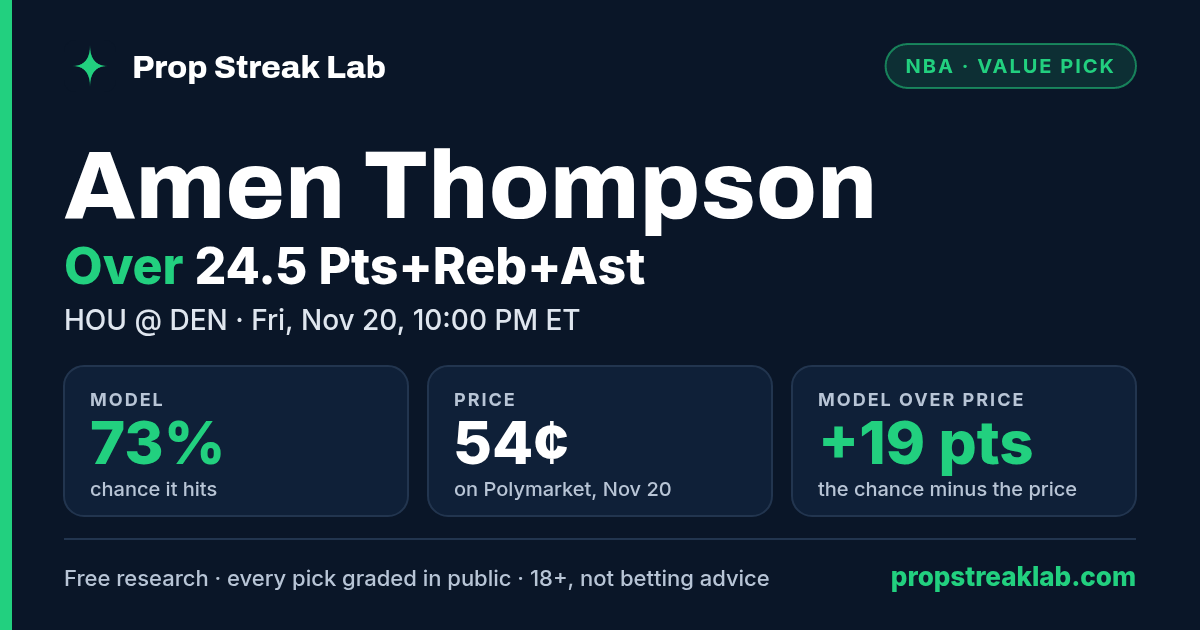 Prop Streak Lab
NBA · VALUE PICK
Amen Thompson
Over 24.5 Pts+Reb+Ast
HOU @ DEN · Fri, Nov 20, 10:00 PM ET
MODEL
73%
chance it hits
PRICE
54¢
on Polymarket, Nov 20
MODEL OVER PRICE
+19 pts
the chance minus the price
Free research · every pick graded in public · 18+, not betting advice
propstreaklab.com